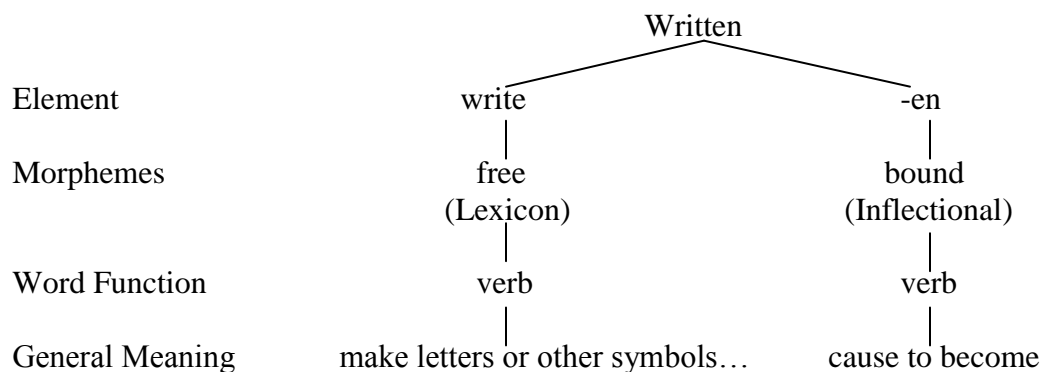 Written
Element write -en
Morphemes free bound
(Lexicon) (Inflectional)
Word Function verb verb
General Meaning make letters or other symbols… cause to become